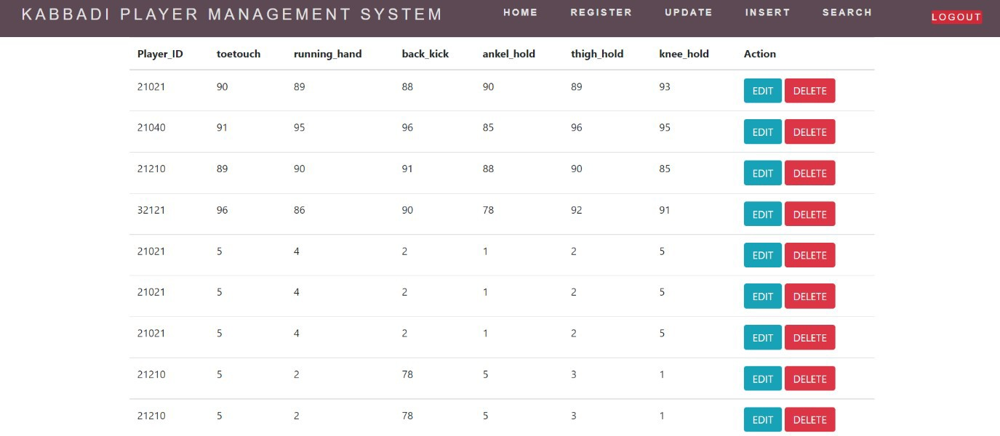 KABBADI PLAYER MANAGEMENT SYSTEM HOME REGISTER UPDATE INSERT SEARCH LOGOUT
Player_ID toetouch running_hand back_kick ankel_hold thigh_hold knee_hold Action
21021 90 89 88 90 89 93 EDIT DELETE
21040 91 95 96 85 96 95 EDIT DELETE
21210 89 90 91 88 90 85 EDIT DELETE
32121 96 86 90 78 92 91 EDIT DELETE
21021 5 4 2 1 2 5 EDIT DELETE
21021 5 4 2 1 2 5 EDIT DELETE
21021 5 4 2 1 2 5 EDIT DELETE
21210 5 2 78 5 3 1 EDIT DELETE
21210 5 2 78 5 3 1 EDIT DELETE